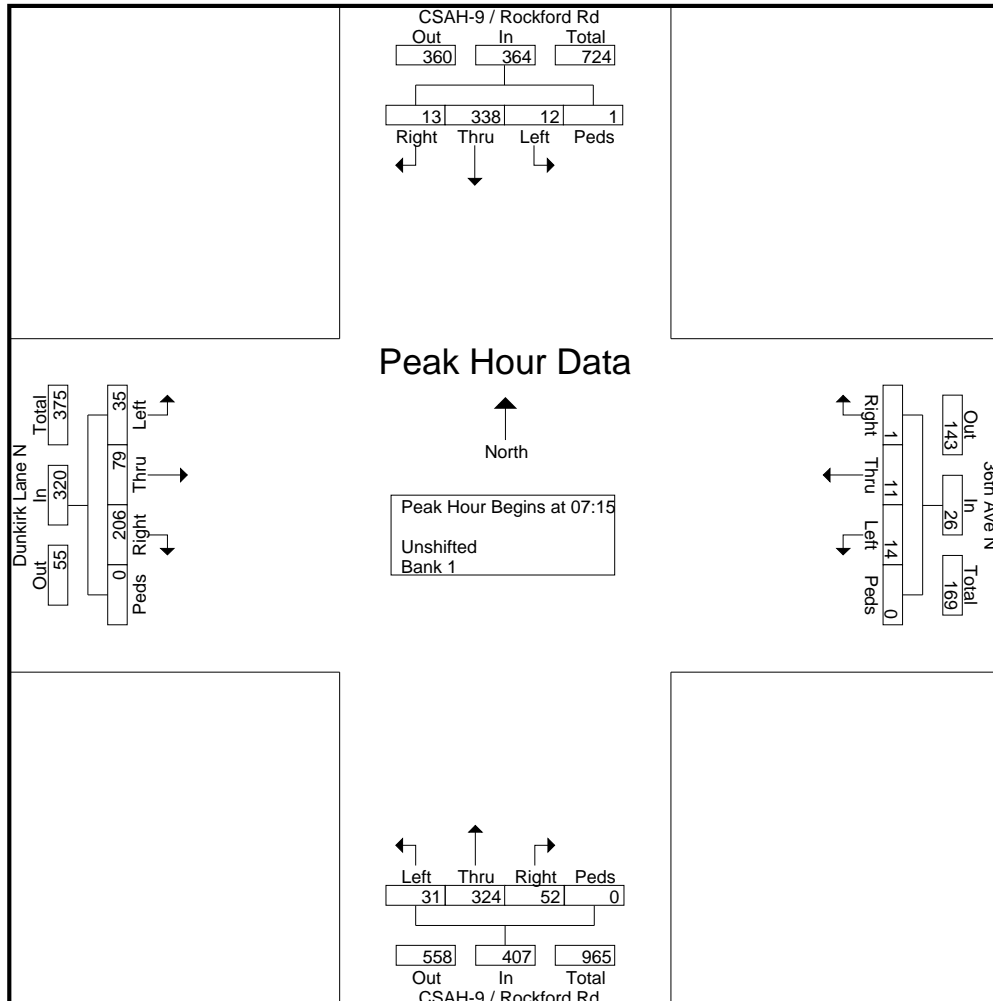 CSAH-9 / Rockford Rd
Out In Total
360 364 724
13 338 12 1
Right Thru Left Peds
Peak Hour Data
North
Peak Hour Begins at 07:15
Unshifted
Bank 1
Dunkirk Lane N
Out In Total
55 320 375
35 79 206 0
Left Thru Right Peds
36th Ave N
Out In Total
143 26 169
1 11 14 0
Right Thru Left Peds
Left Thru Right Peds
31 324 52 0
558 407 965
Out In Total
CSAH-9 / Rockford Rd